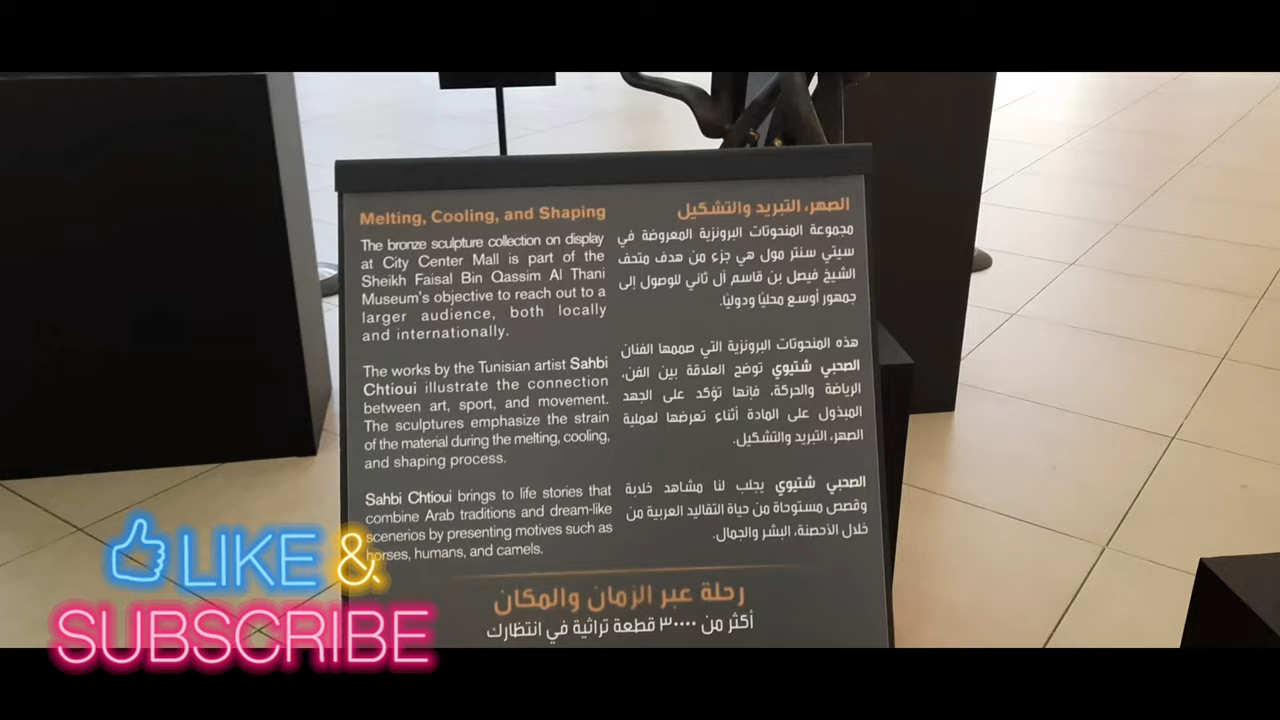 Melting, Cooling, and Shaping
The bronze sculpture collection on display
at City Center Mall is part of the
Sheikh Faisal Bin Qassim Al Thani
Museum's objective to reach out to a
larger audience, both locally
and internationally.
The works by the Tunisian artist Sahbi
Chtioui illustrate the connection
between art, sport, and movement.
The sculptures emphasize the strain
of the material during the melting, cooling,
and shaping process.
Sahbi Chtioui brings to life stories that
combine Arab traditions and dream-like
scenerios by presenting motives such as
horses, humans, and camels.
الصهر، التبريد والتشكيل
مجموعة المنحوتات البرونزية المعروضة في
سيتي سنتر مول هي جزء من هدف متحف
الشيخ فيصل بن قاسم آل ثاني للوصول إلى
جمهور أوسع محليًا ودوليًا.
هذه المنحوتات البرونزية التي صممها الفنان
الصحبي شتيوي توضح العلاقة بين الفن،
الرياضة والحركة، فإنها تؤكد على الجهد
المبذول على المادة أثناء تعرضها لعملية
الصهر، التبريد والتشكيل.
الصحبي شتيوي يجلب لنا مشاهد خلابة
وقصص مستوحاة من حياة التقاليد العربية من
خلال الأحصنة، البشر والجمال.
رحلة عبر الزمان والمكان
أكثر من ٣٠٠٠٠ قطعة تراثية في انتظارك
LIKE &
SUBSCRIBE